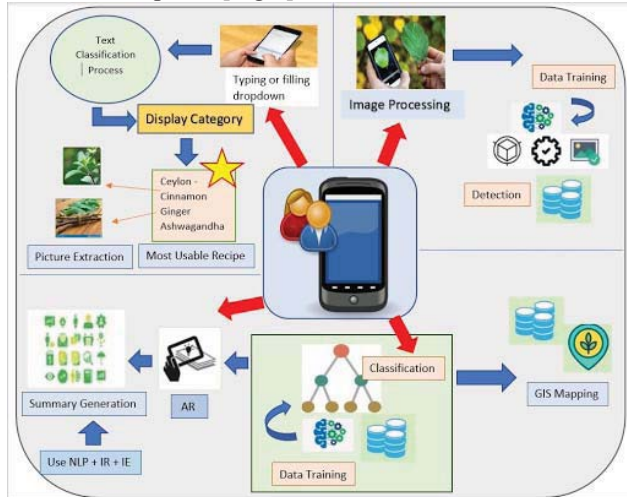 Text
Classification
Process
Typing or filling
dropdown
Display Category
Ceylon -
Cinnamon
Ginger
Ashwagandha
Picture Extraction
Most Usable Recipe
Image Processing
Data Training
Detection
Summary Generation
AR
Use NLP + IR + IE
Classification
Data Training
GIS Mapping